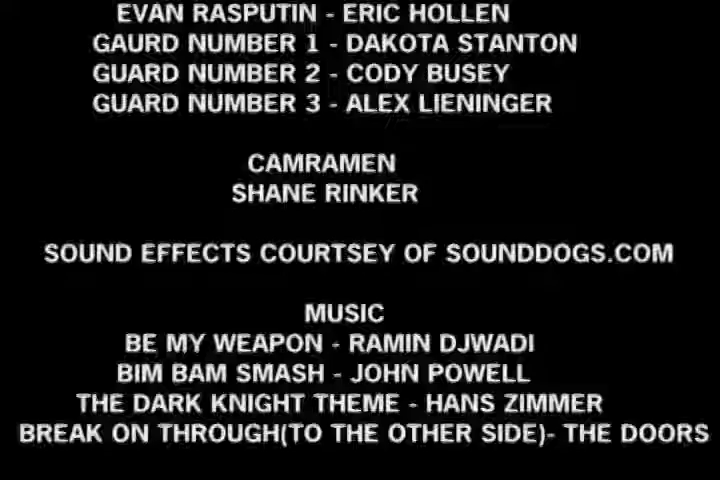 EVAN RASPUTIN - ERIC HOLLEN
GAURD NUMBER 1 - DAKOTA STANTON
GUARD NUMBER 2 - CODY BUSEY
GUARD NUMBER 3 - ALEX LIENINGER
CAMRAMEN
SHANE RINKER
SOUND EFFECTS COURTSEY OF SOUNDDOGS.COM
MUSIC
BE MY WEAPON - RAMIN DJWADI
BIM BAM SMASH - JOHN POWELL
THE DARK KNIGHT THEME - HANS ZIMMER
BREAK ON THROUGH(TO THE OTHER SIDE)- THE DOORS